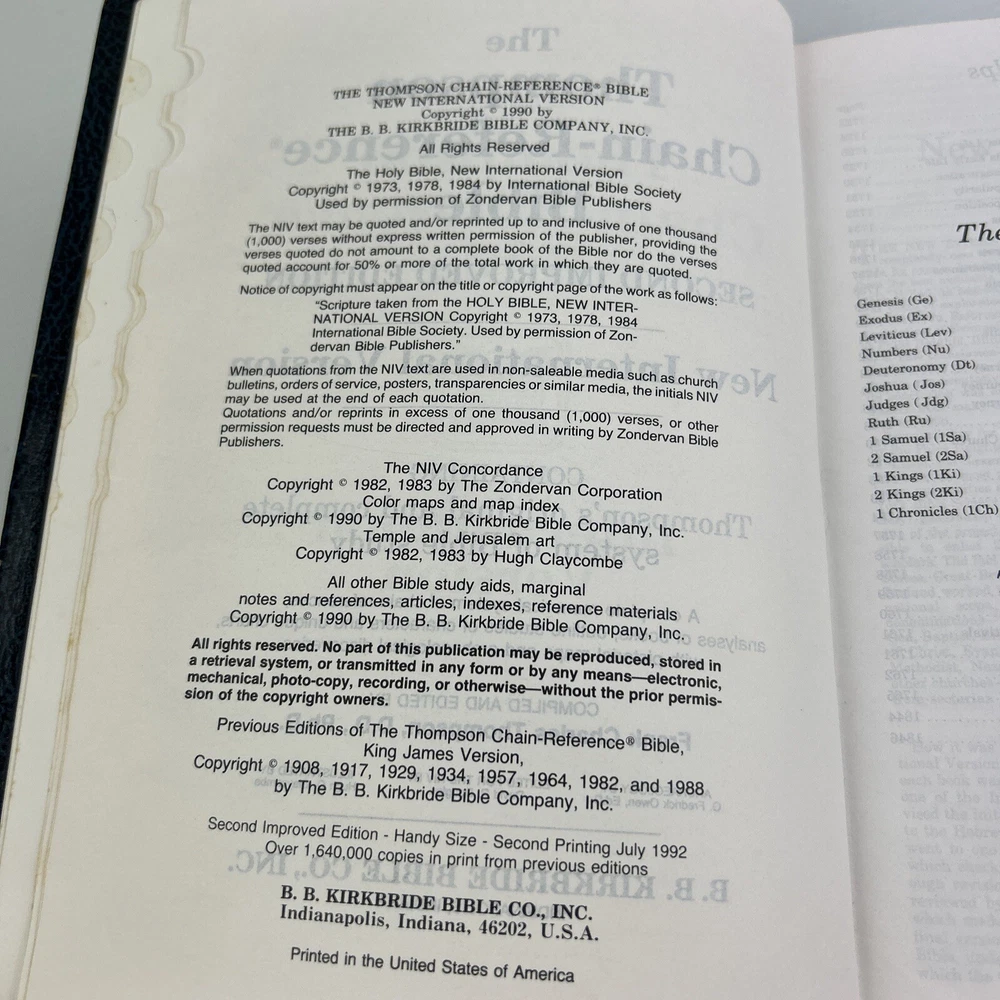 THE THOMPSON CHAIN-REFERENCE® BIBLE
NEW INTERNATIONAL VERSION
Copyright © 1990 by
THE B. B. KIRKBRIDE BIBLE COMPANY, INC.
All Rights Reserved
The Holy Bible, New International Version
Copyright © 1973, 1978, 1984 by International Bible Society
Used by permission of Zondervan Bible Publishers
The NIV text may be quoted and/or reprinted up to and inclusive of one thousand
(1,000) verses without express written permission of the publisher, providing the
verses quoted do not amount to a complete book of the Bible nor do the verses
quoted account for 50% or more of the total work in which they are quoted.
Notice of copyright must appear on the title or copyright page of the work as follows:
"Scripture taken from the HOLY BIBLE, NEW INTER-
NATIONAL VERSION Copyright © 1973, 1978, 1984
International Bible Society. Used by permission of Zon-
dervan Bible Publishers."
When quotations from the NIV text are used in non-saleable media such as church
bulletins, orders of service, posters, transparencies or similar media, the initials NIV
may be used at the end of each quotation.
Quotations and/or reprints in excess of one thousand (1,000) verses, or other
permission requests must be directed and approved in writing by Zondervan Bible
Publishers.
The NIV Concordance
Copyright © 1982, 1983 by The Zondervan Corporation
Color maps and map index
Copyright © 1990 by The B. B. Kirkbride Bible Company, Inc.
Temple and Jerusalem art
Copyright © 1982, 1983 by Hugh Claycombe
All other Bible study aids, marginal
notes and references, articles, indexes, reference materials
Copyright © 1990 by The B. B. Kirkbride Bible Company, Inc.
All rights reserved. No part of this publication may be reproduced, stored in
a retrieval system, or transmitted in any form or by any means—electronic,
mechanical, photo-copy, recording, or otherwise—without the prior permis-
sion of the copyright owners.
Previous Editions of The Thompson Chain-Reference® Bible,
King James Version,
Copyright © 1908, 1917, 1929, 1934, 1957, 1964, 1982, and 1988
by The B. B. Kirkbride Bible Company, Inc.
Second Improved Edition - Handy Size - Second Printing July 1992
Over 1,640,000 copies in print from previous editions
B. B. KIRKBRIDE BIBLE CO., INC.
Indianapolis, Indiana, 46202, U.S.A.
Printed in the United States of America
The
Genesis (Ge)
Exodus (Ex)
Leviticus (Lev)
Numbers (Nu)
Deuteronomy (Dt)
Joshua (Jos)
Judges (Jdg)
Ruth (Ru)
1 Samuel (1Sa)
2 Samuel (2Sa)
1 Kings (1Ki)
2 Kings (2Ki)
1 Chronicles (1Ch)